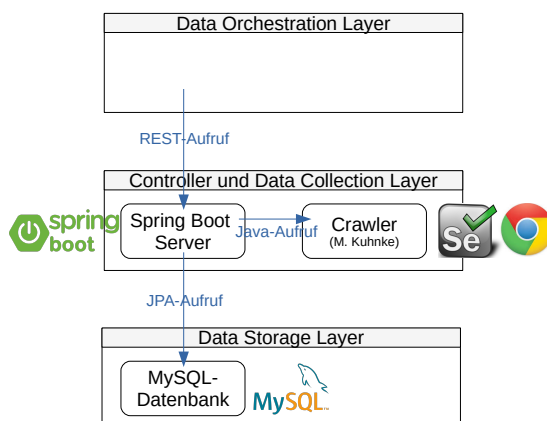 Data Orchestration Layer
REST-Aufruf
Controller und Data Collection Layer
spring
boot
Spring Boot
Server
Java-Aufruf
Crawler
(M. Kuhnke)
Se
JPA-Aufruf
Data Storage Layer
MySQL-
Datenbank
MySQL